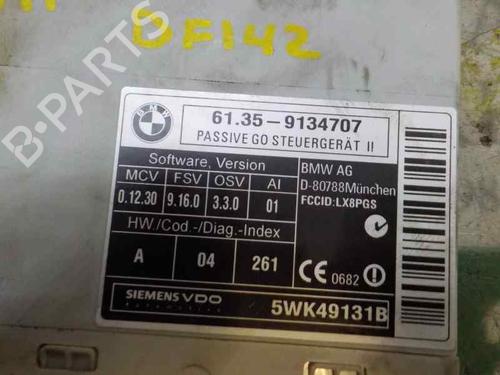 DF142
BMW
61.35-9134707
PASSIVE GO STEUERGERÄT II
Software, Version
MCV FSV OSV AI
0.12.30 9.16.0 3.3.0 01
HW./Cod.-/Diag.-Index
A 04 261
BMW AG
D-80788München
FCCID:LX8PGS
CE 0682
SIEMENS VDO
Automotive
5WK49131B
B-PARTS